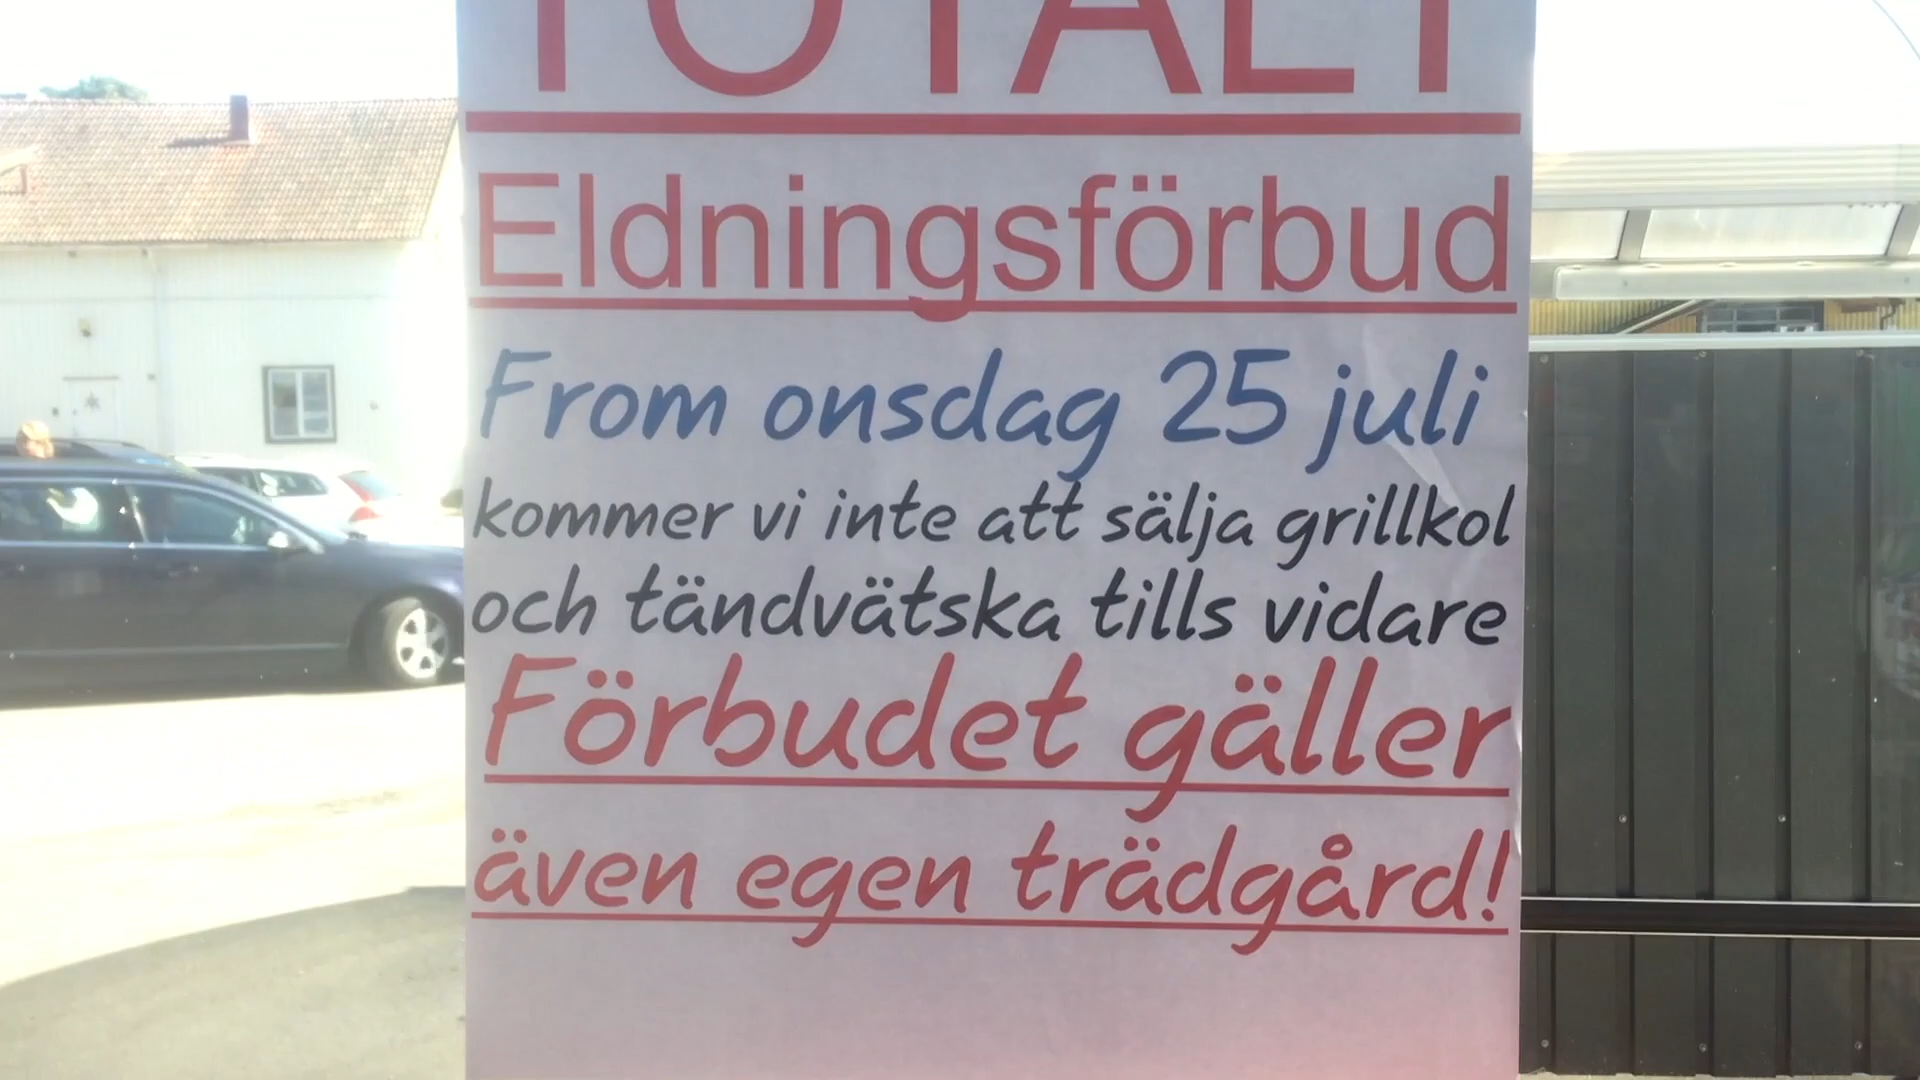 TOTALT
Eldningsförbud
From onsdag 25 juli
kommer vi inte att sälja grillkol
och tändvätska tills vidare
Förbudet gäller
även egen trädgård!